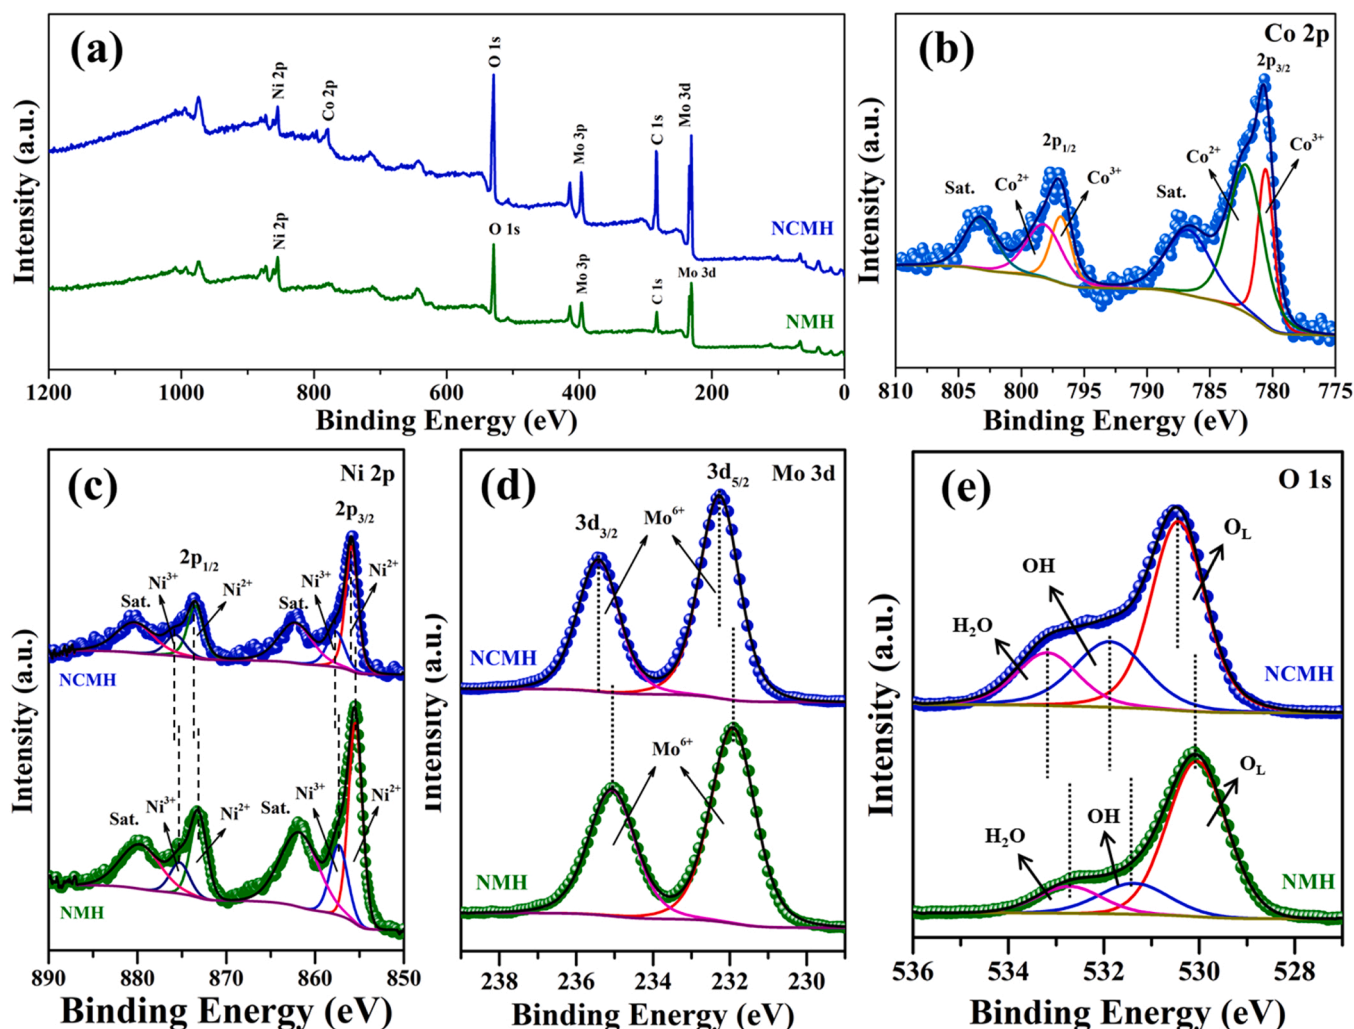 (a)
O 1s
Ni 2p
Co 2p
Mo 3p
C 1s
Mo 3d
NCMH
Ni 2p
O 1s
Mo 3p
C 1s
Mo 3d
NMH
Intensity (a.u.)
1200 1000 800 600 400 200 0
Binding Energy (eV)
(b)
Co 2p
2p3/2
2p1/2
Co3+
Co2+
Sat.
Co2+
Co3+
Sat.
Intensity (a.u.)
810 805 800 795 790 785 780 775
Binding Energy (eV)
(c)
Ni 2p
2p3/2
2p1/2
Ni3+
Ni2+
Ni3+
Ni2+
Sat.
Sat.
NCMH
Ni3+
Ni2+
Sat.
Ni3+
Ni2+
Sat.
NMH
Intensity (a.u.)
890 880 870 860 850
Binding Energy (eV)
(d)
Mo 3d
3d5/2
3d3/2
Mo6+
NCMH
Mo6+
NMH
Intensity (a.u.)
238 236 234 232 230
Binding Energy (eV)
(e)
O 1s
OL
OH
H2O
NCMH
OL
OH
H2O
NMH
Intensity (a.u.)
536 534 532 530 528
Binding Energy (eV)